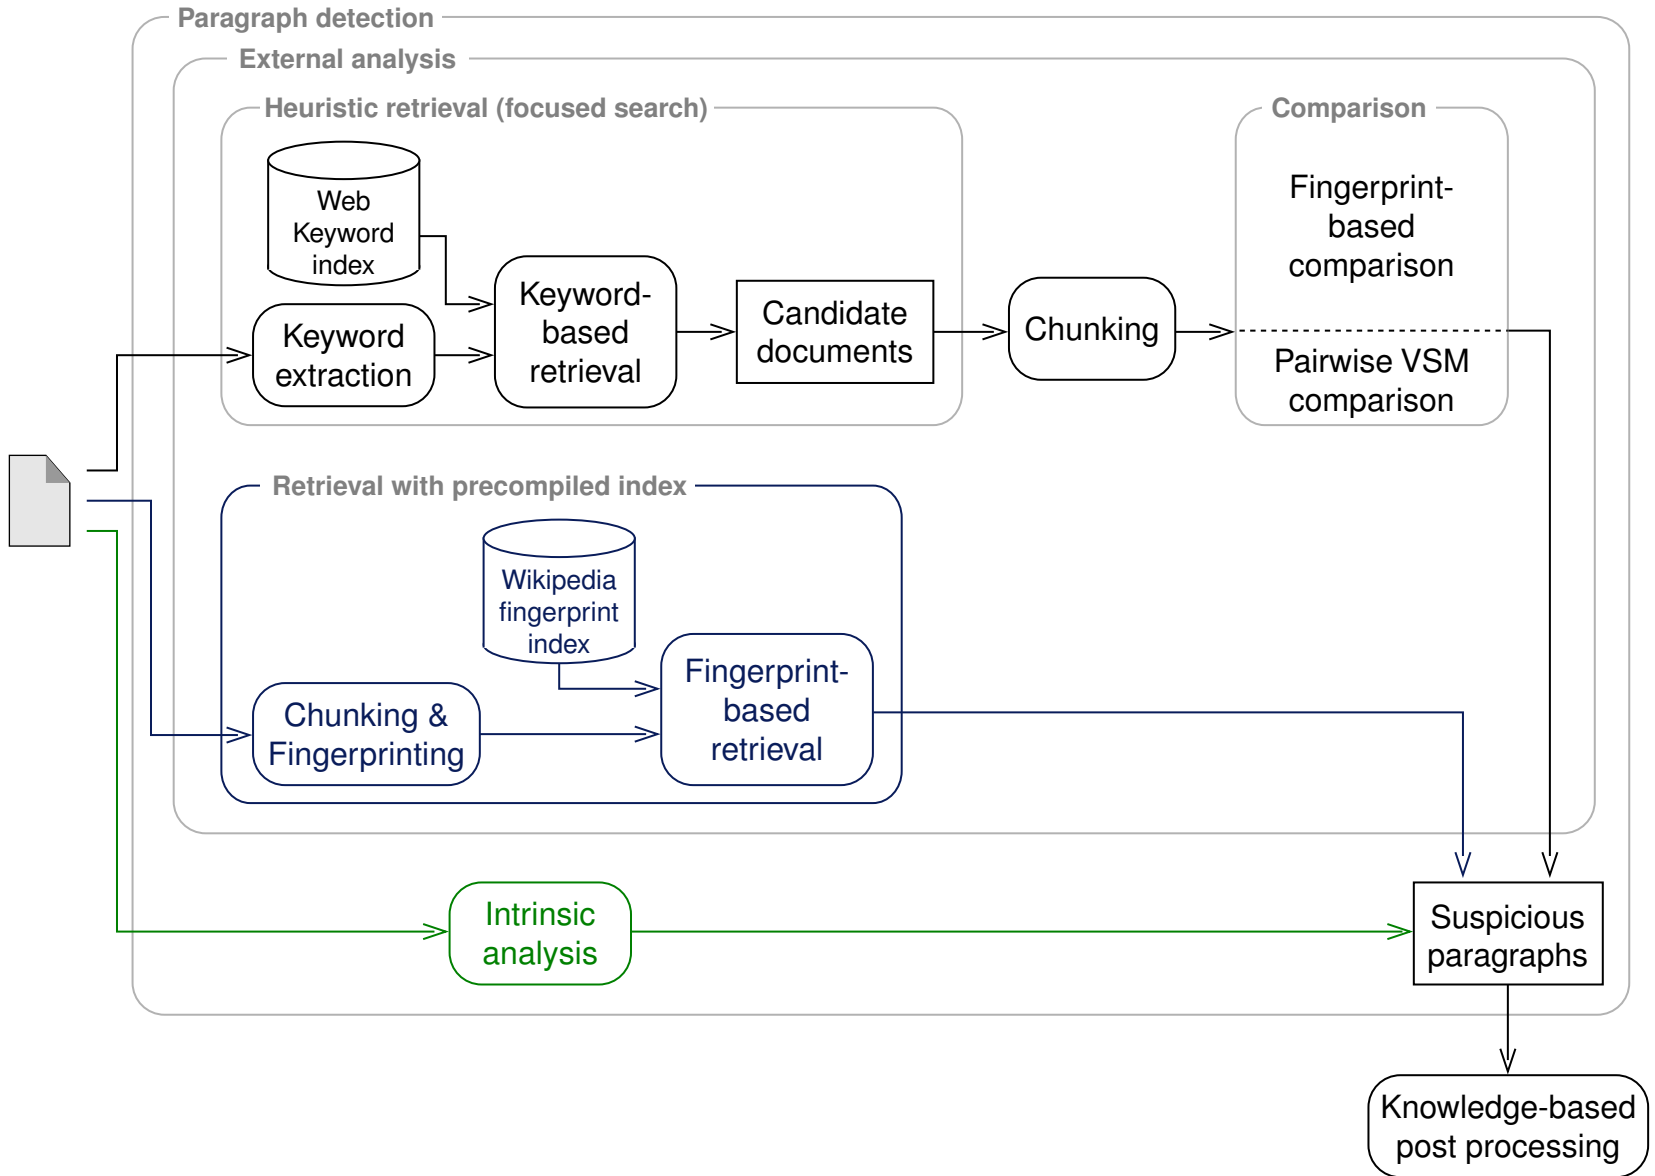 Paragraph detection
External analysis
Heuristic retrieval (focused search)
Comparison
Web
Keyword
index
Keyword
extraction
Keyword-
based
retrieval
Candidate
documents
Chunking
Fingerprint-
based
comparison
Pairwise VSM
comparison
Retrieval with precompiled index
Wikipedia
fingerprint
index
Chunking &
Fingerprinting
Fingerprint-
based
retrieval
Intrinsic
analysis
Suspicious
paragraphs
Knowledge-based
post processing